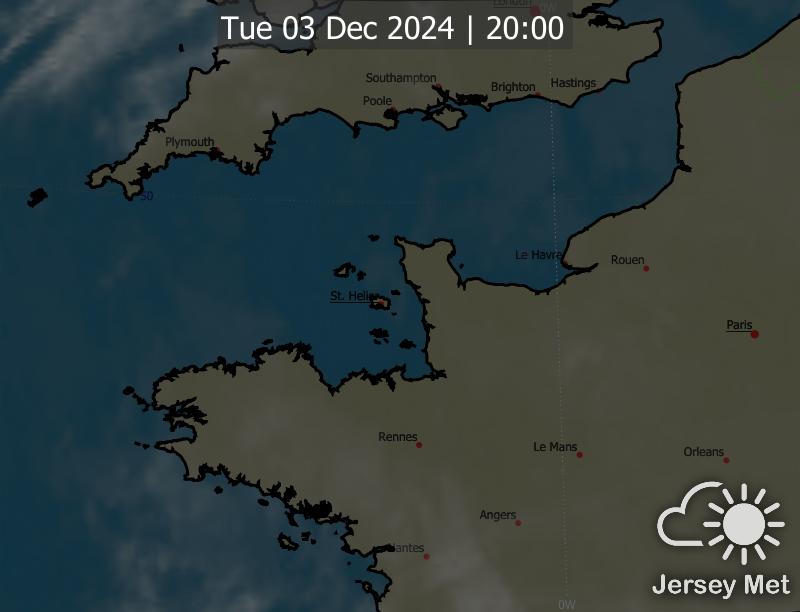 London
0W
Tue 03 Dec 2024 | 20:00
Southampton
Brighton
Hastings
Poole
Plymouth
50
Le Havre
Rouen
St. Helier
Paris
Rennes
Le Mans
Orleans
Angers
Nantes
Jersey Met
0W